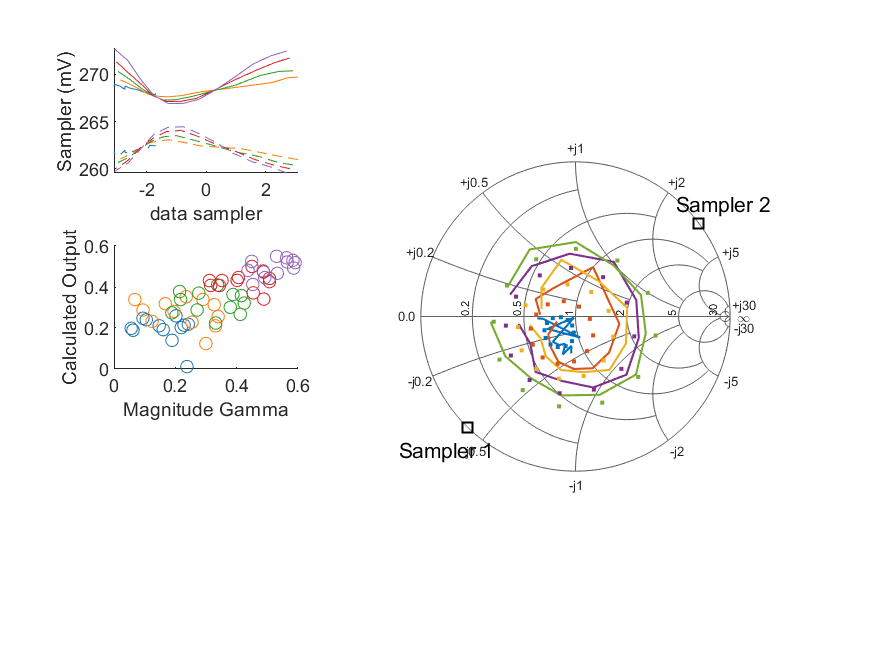 Sampler (mV)
270
265
260
-2
0
2
data sampler
Calculated Output
0.6
0.4
0.2
0
0
0.2
0.4
0.6
Magnitude Gamma
+j1
+j0.5
+j2
Sampler 2
+j0.2
+j5
0.0
0.2
0.5
1
2
5
30
+j30
∞
-j30
-j0.2
-j5
Sampler 1
-j0.5
-j2
-j1